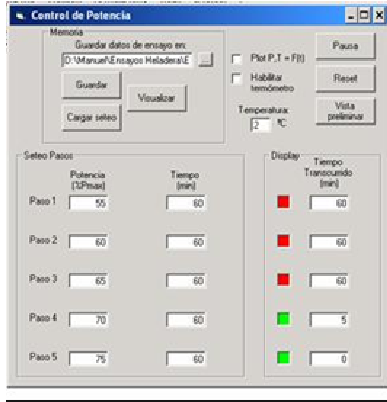 Control de Potencia
Memoria
Guardar datos de ensayo en:
D:\Manuel\Ensayos Heladera\E
...
Guardar
Visualizar
Cargar seteo
Plot P,T = F(t)
Habilitar
termómetro
Temperatura:
2 ºC
Pausa
Reset
Vista
preliminar
Seteo Pasos
Potencia
(%Pmax)
Tiempo
(min)
Display
Tiempo
Transcurrido
(min)
Paso 1 55 60 60
Paso 2 60 60 60
Paso 3 65 60 60
Paso 4 70 60 5
Paso 5 75 60 0